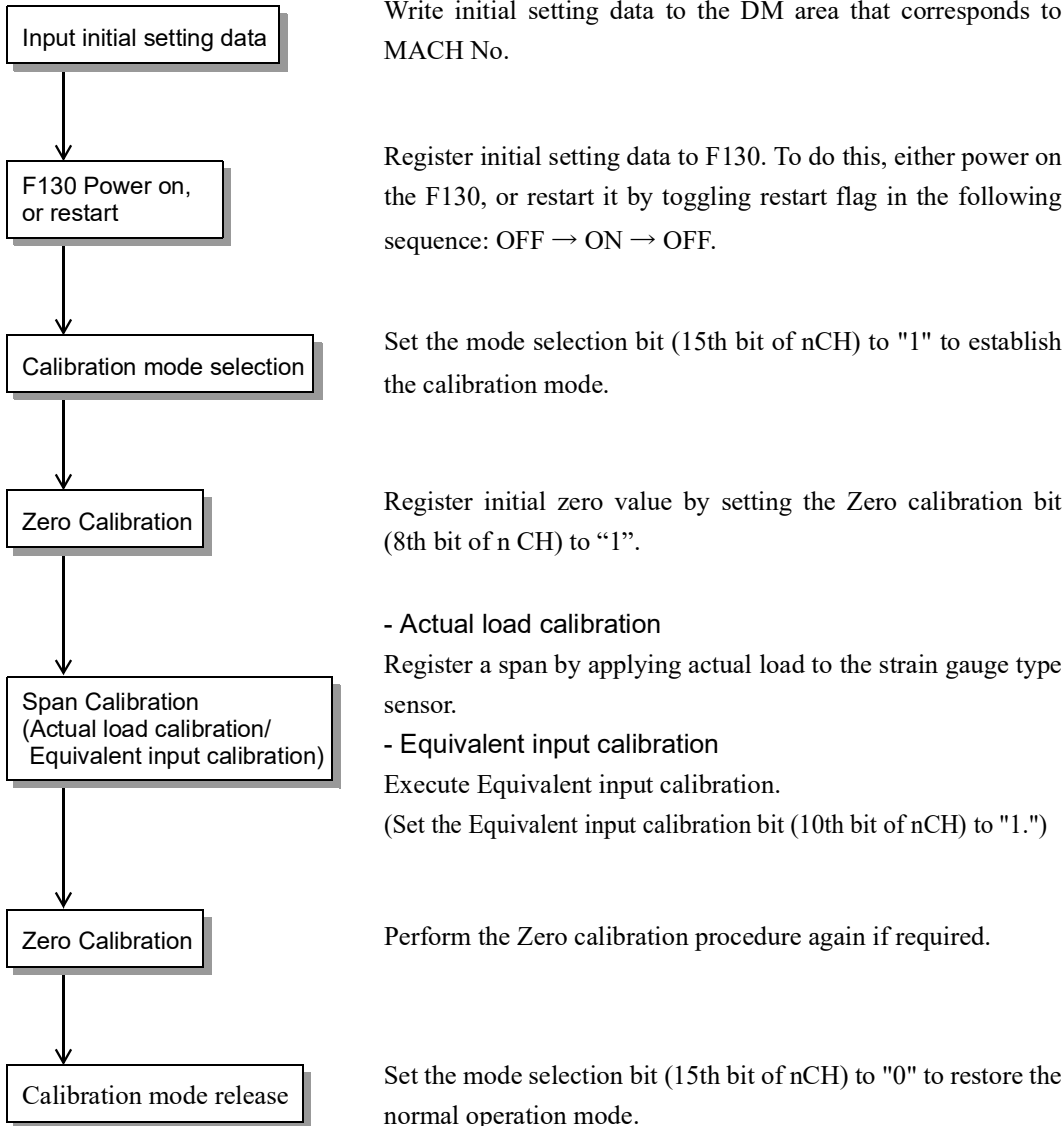 Input initial setting data
Write initial setting data to the DM area that corresponds to
MACH No.
F130 Power on,
or restart
Register initial setting data to F130. To do this, either power on
the F130, or restart it by toggling restart flag in the following
sequence: OFF → ON → OFF.
Calibration mode selection
Set the mode selection bit (15th bit of nCH) to "1" to establish
the calibration mode.
Zero Calibration
Register initial zero value by setting the Zero calibration bit
(8th bit of n CH) to “1”.
Span Calibration
(Actual load calibration/
Equivalent input calibration)
- Actual load calibration
Register a span by applying actual load to the strain gauge type
sensor.
- Equivalent input calibration
Execute Equivalent input calibration.
(Set the Equivalent input calibration bit (10th bit of nCH) to "1.")
Zero Calibration
Perform the Zero calibration procedure again if required.
Calibration mode release
Set the mode selection bit (15th bit of nCH) to "0" to restore the
normal operation mode.